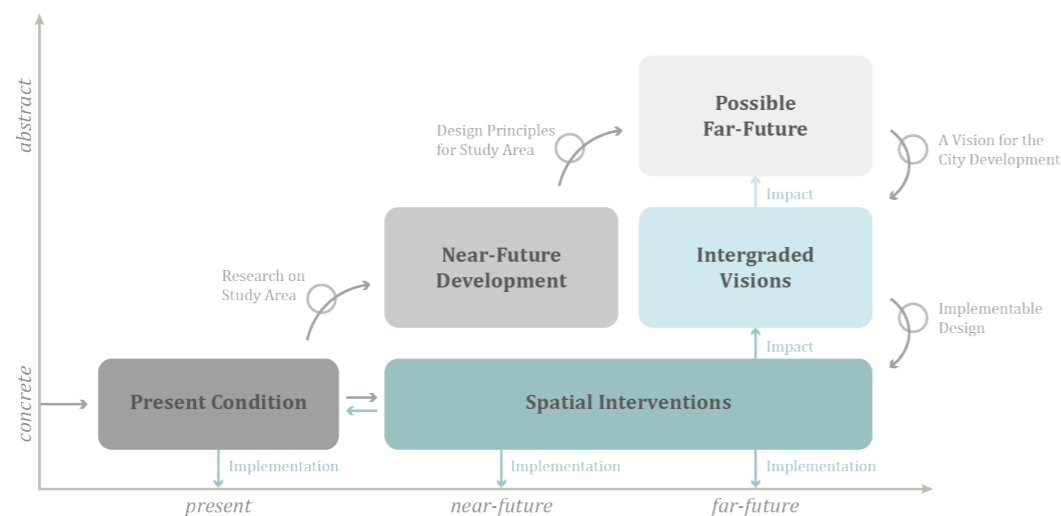 abstract
concrete
Possible
Far-Future
Design Principles
for Study Area
A Vision for the
City Development
Impact
Near-Future
Development
Intergraded
Visions
Research on
Study Area
Implementable
Design
Impact
Present Condition
Spatial Interventions
Implementation
Implementation
Implementation
present
near-future
far-future